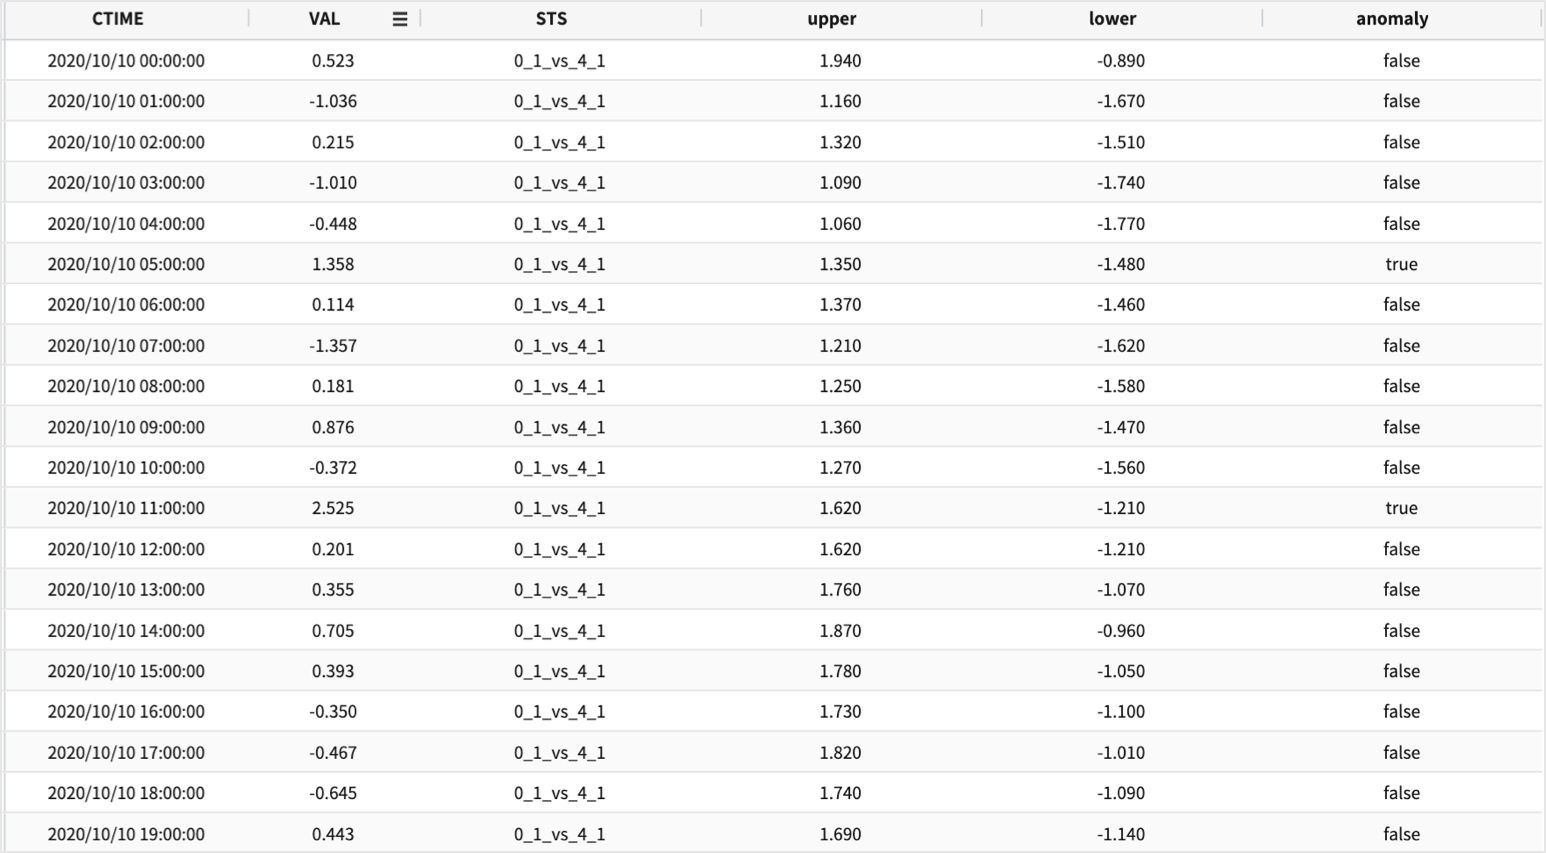 CTIME VAL STS upper lower anomaly
2020/10/10 00:00:00 0.523 0_1_vs_4_1 1.940 -0.890 false
2020/10/10 01:00:00 -1.036 0_1_vs_4_1 1.160 -1.670 false
2020/10/10 02:00:00 0.215 0_1_vs_4_1 1.320 -1.510 false
2020/10/10 03:00:00 -1.010 0_1_vs_4_1 1.090 -1.740 false
2020/10/10 04:00:00 -0.448 0_1_vs_4_1 1.060 -1.770 false
2020/10/10 05:00:00 1.358 0_1_vs_4_1 1.350 -1.480 true
2020/10/10 06:00:00 0.114 0_1_vs_4_1 1.370 -1.460 false
2020/10/10 07:00:00 -1.357 0_1_vs_4_1 1.210 -1.620 false
2020/10/10 08:00:00 0.181 0_1_vs_4_1 1.250 -1.580 false
2020/10/10 09:00:00 0.876 0_1_vs_4_1 1.360 -1.470 false
2020/10/10 10:00:00 -0.372 0_1_vs_4_1 1.270 -1.560 false
2020/10/10 11:00:00 2.525 0_1_vs_4_1 1.620 -1.210 true
2020/10/10 12:00:00 0.201 0_1_vs_4_1 1.620 -1.210 false
2020/10/10 13:00:00 0.355 0_1_vs_4_1 1.760 -1.070 false
2020/10/10 14:00:00 0.705 0_1_vs_4_1 1.870 -0.960 false
2020/10/10 15:00:00 0.393 0_1_vs_4_1 1.780 -1.050 false
2020/10/10 16:00:00 -0.350 0_1_vs_4_1 1.730 -1.100 false
2020/10/10 17:00:00 -0.467 0_1_vs_4_1 1.820 -1.010 false
2020/10/10 18:00:00 -0.645 0_1_vs_4_1 1.740 -1.090 false
2020/10/10 19:00:00 0.443 0_1_vs_4_1 1.690 -1.140 false